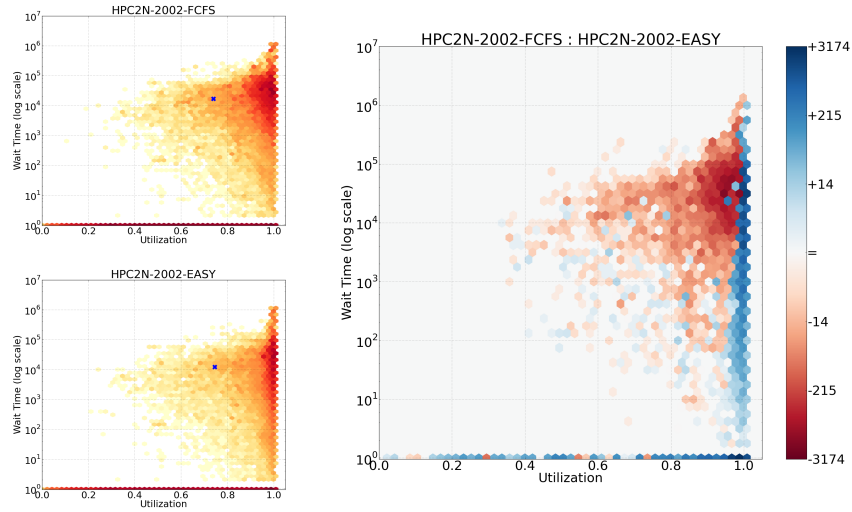 HPC2N-2002-FCFS
10^7
10^6
10^5
10^4
10^3
10^2
10^1
10^0
Wait Time (log scale)
0.0 0.2 0.4 0.6 0.8 1.0
Utilization
HPC2N-2002-EASY
10^7
10^6
10^5
10^4
10^3
10^2
10^1
10^0
Wait Time (log scale)
0.0 0.2 0.4 0.6 0.8 1.0
Utilization
HPC2N-2002-FCFS : HPC2N-2002-EASY
10^7
10^6
10^5
10^4
10^3
10^2
10^1
10^0
Wait Time (log scale)
0.0 0.2 0.4 0.6 0.8 1.0
Utilization
+3174
+215
+14
=
-14
-215
-3174